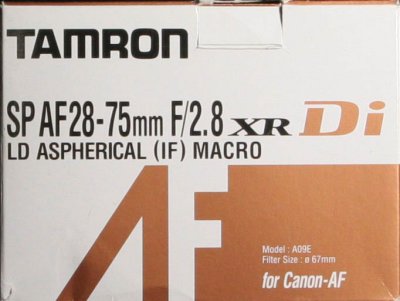 TAMRON
SP AF28-75mm F/2.8 XR Di
LD ASPHERICAL (IF) MACRO
AF
Model : A09E
Filter Size : ø 67mm
for Canon-AF